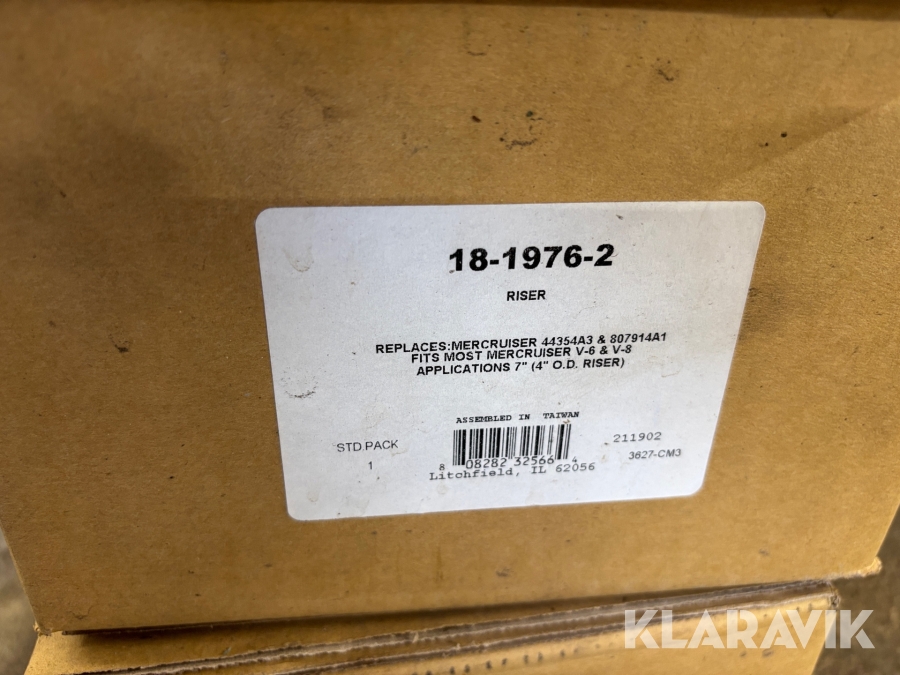 18-1976-2
RISER
REPLACES:MERCRUISER 44354A3 & 807914A1
FITS MOST MERCRUISER V-6 & V-8
APPLICATIONS 7" (4" O.D. RISER)
ASSEMBLED IN TAIWAN
STD.PACK
1
8 08282 32566 4
Litchfield, IL 62056
211902
3627-CM3
KLARAVIK